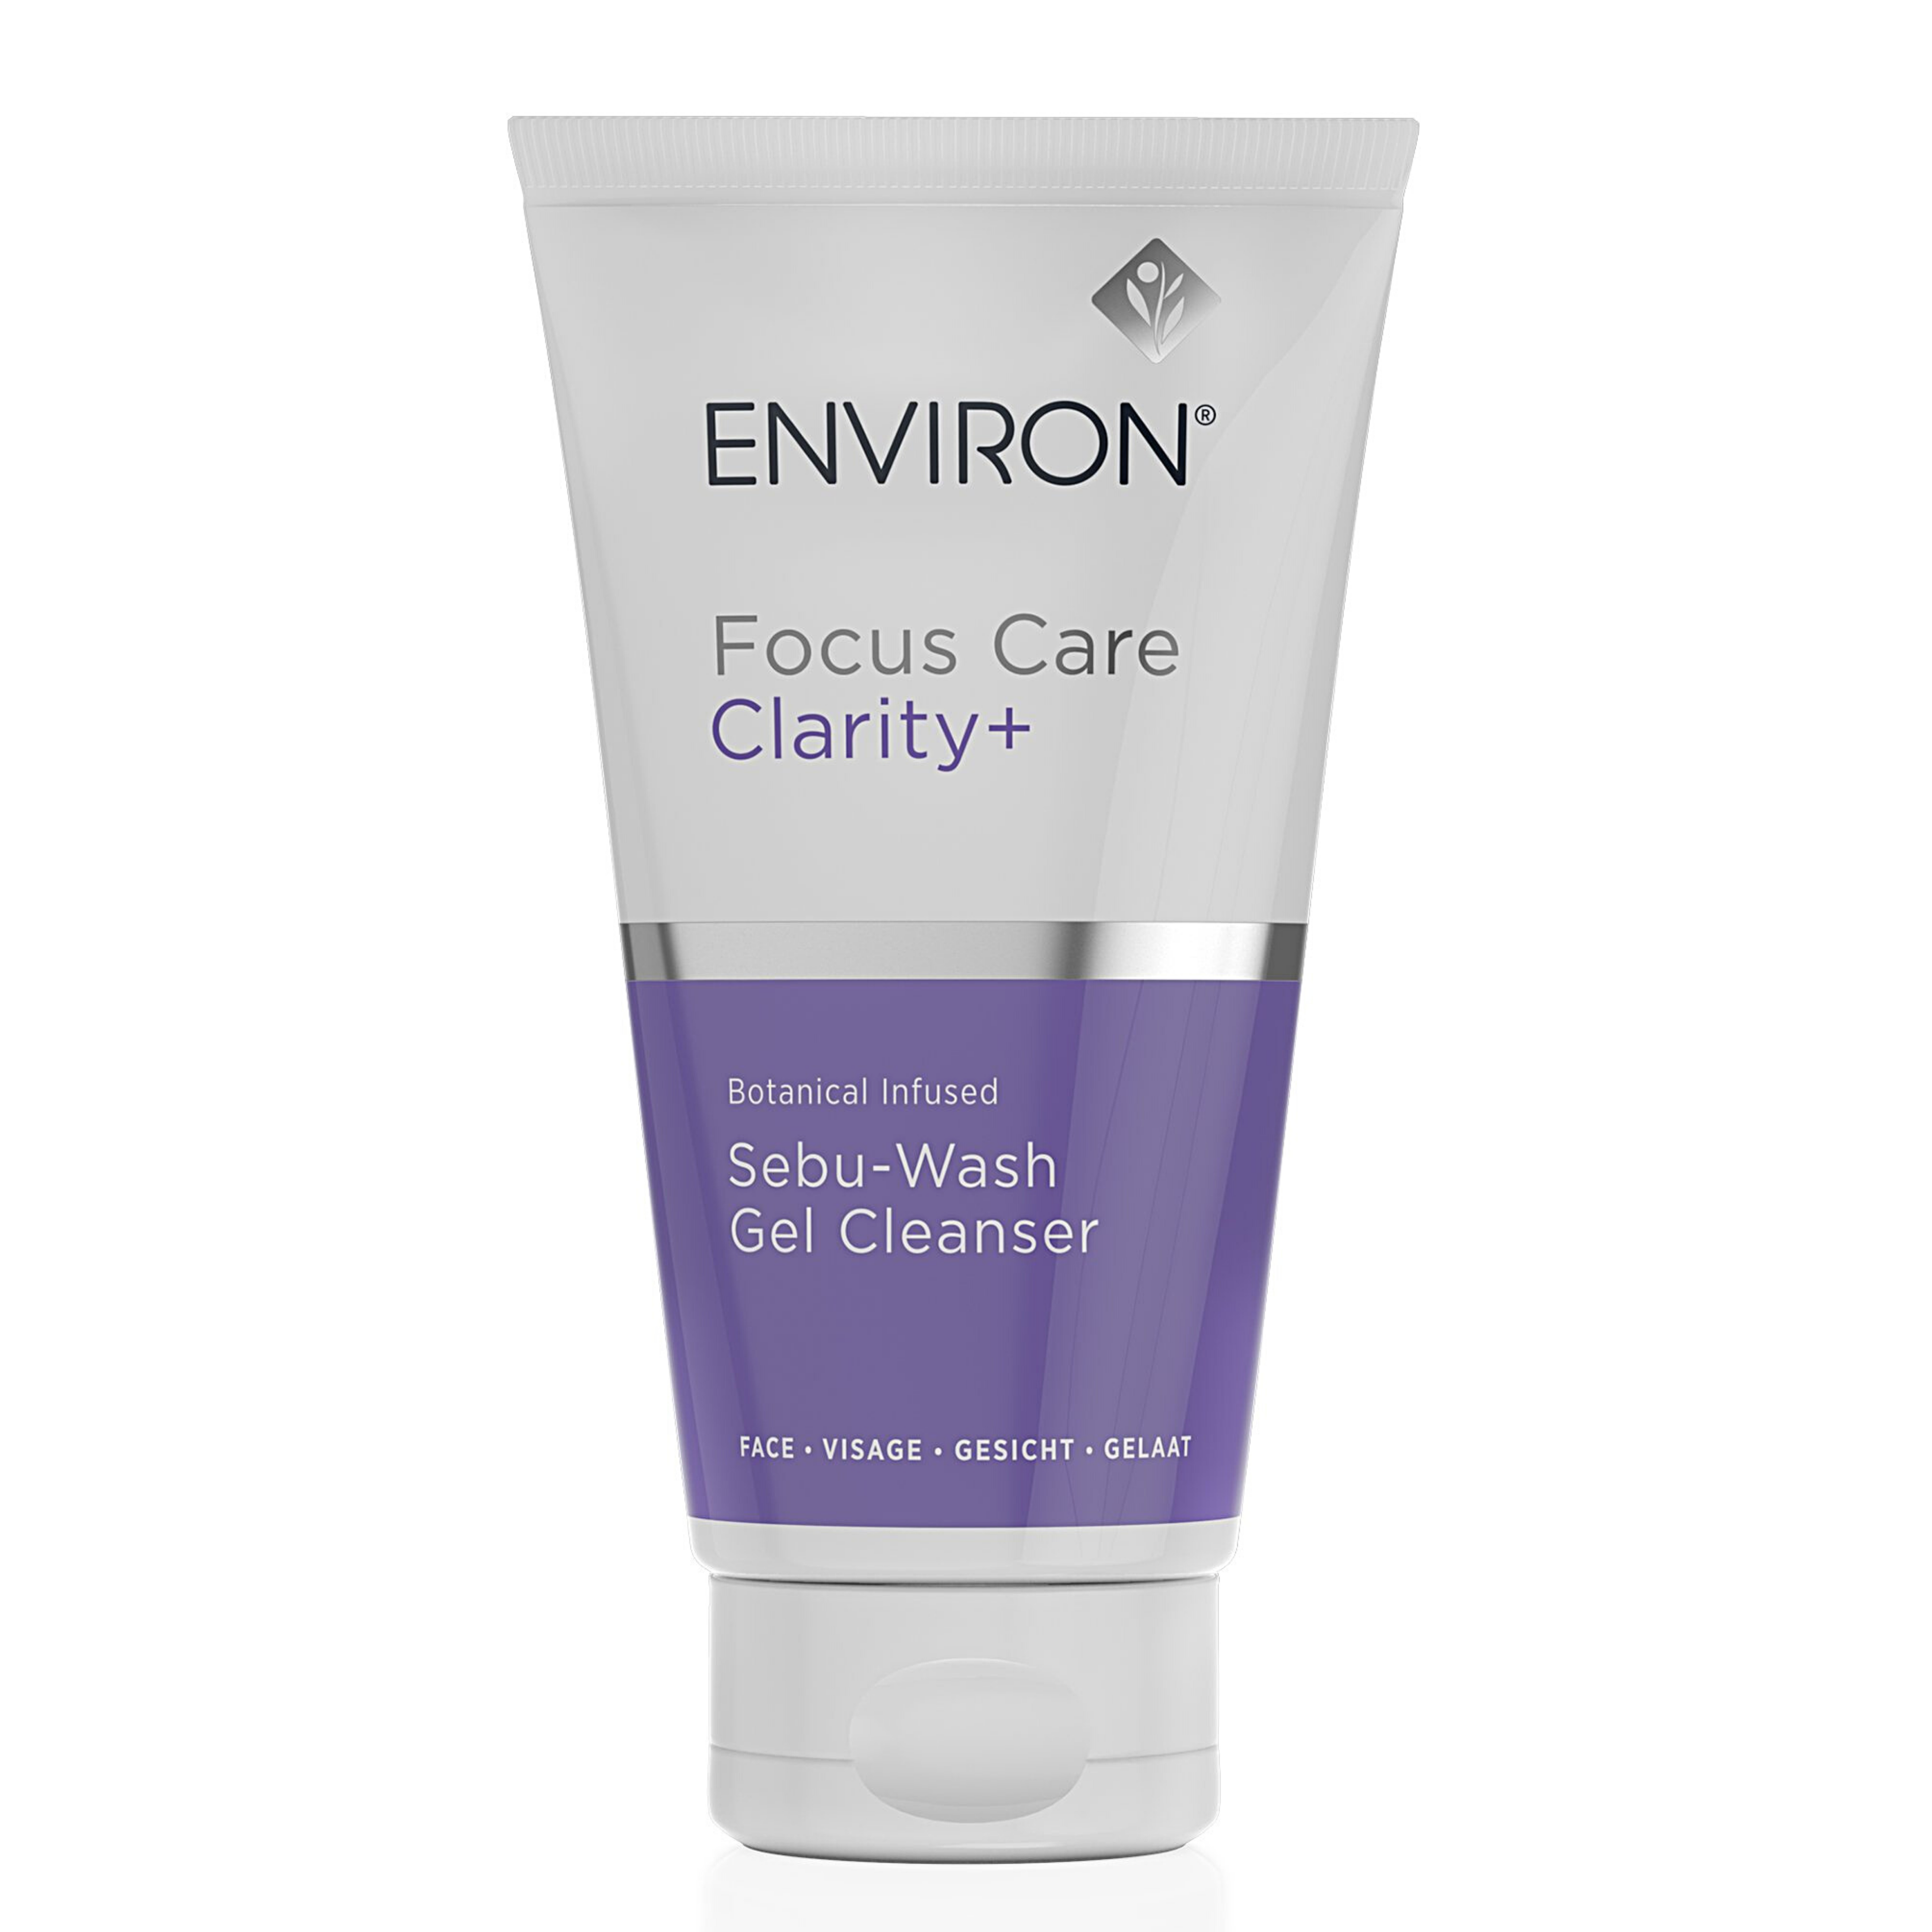 ENVIRON®
Focus Care
Clarity+
Botanical Infused
Sebu-Wash
Gel Cleanser
FACE • VISAGE • GESICHT • GELAAT